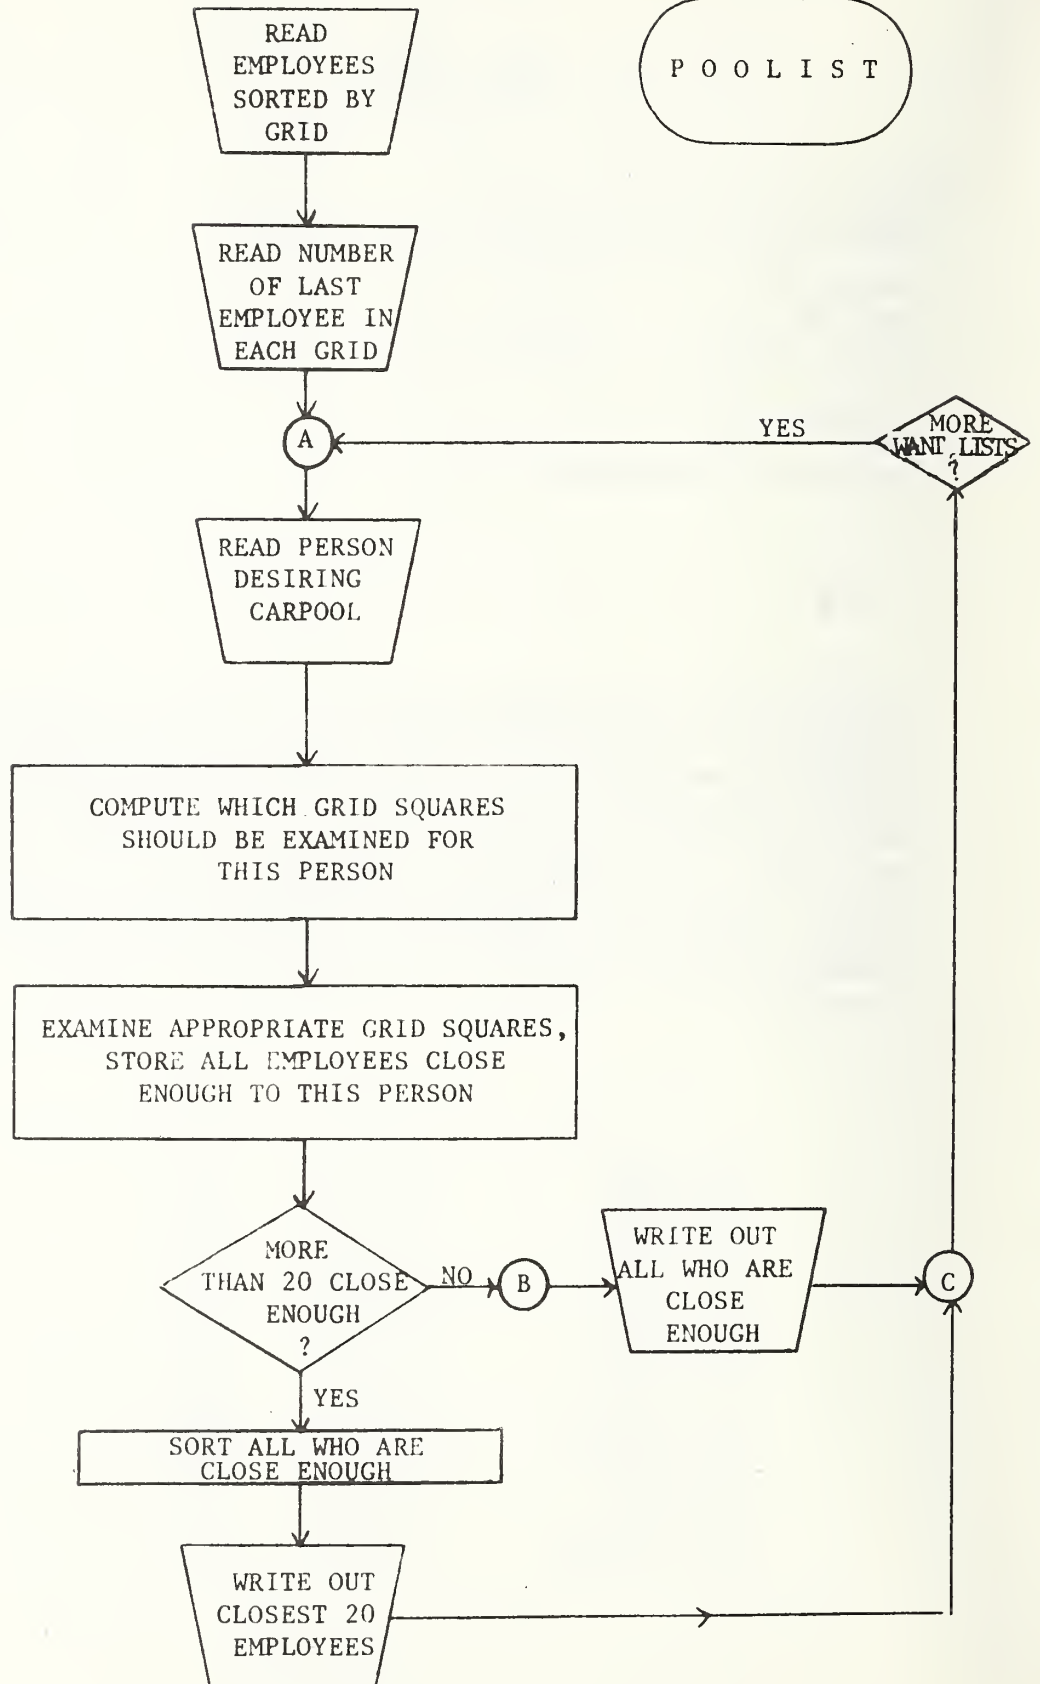 READ
EMPLOYEES
SORTED BY
GRID
P O O L I S T
READ NUMBER
OF LAST
EMPLOYEE IN
EACH GRID
A
YES
MORE
WANT LISTS
?
READ PERSON
DESIRING
CARPOOL
COMPUTE WHICH GRID SQUARES
SHOULD BE EXAMINED FOR
THIS PERSON
EXAMINE APPROPRIATE GRID SQUARES,
STORE ALL EMPLOYEES CLOSE
ENOUGH TO THIS PERSON
MORE
THAN 20 CLOSE
ENOUGH
?
NO
B
WRITE OUT
ALL WHO ARE
CLOSE
ENOUGH
C
YES
SORT ALL WHO ARE
CLOSE ENOUGH
WRITE OUT
CLOSEST 20
EMPLOYEES